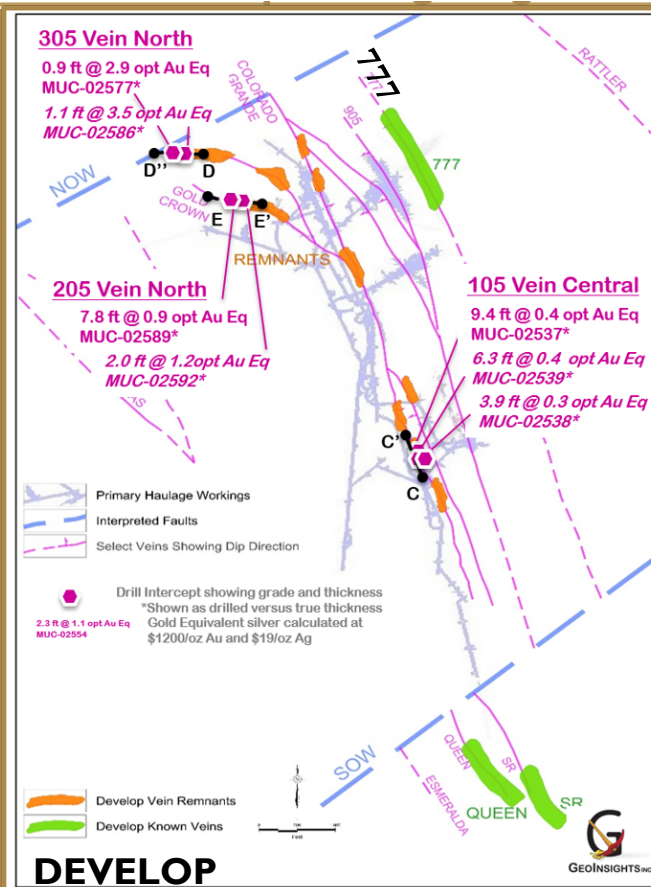 305 Vein North
0.9 ft @ 2.9 opt Au Eq
MUC-02577*
1.1 ft @ 3.5 opt Au Eq
MUC-02586*
COLORADO
GRANDE
777
905
777
RATTLER
D''
D
NOW
GOLD
CROWN
E
E'
REMNANTS
205 Vein North
7.8 ft @ 0.9 opt Au Eq
MUC-02589*
2.0 ft @ 1.2opt Au Eq
MUC-02592*
105 Vein Central
9.4 ft @ 0.4 opt Au Eq
MUC-02537*
6.3 ft @ 0.4 opt Au Eq
MUC-02539*
3.9 ft @ 0.3 opt Au Eq
MUC-02538*
C'
C
Primary Haulage Workings
Interpreted Faults
Select Veins Showing Dip Direction
Drill Intercept showing grade and thickness
*Shown as drilled versus true thickness
Gold Equivalent silver calculated at
$1200/oz Au and $19/oz Ag
2.3 ft @ 1.1 opt Au Eq
MUC-02554
SOW
QUEEN
SR
ESMERALDA
QUEEN
SR
Develop Vein Remnants
Develop Known Veins
DEVELOP
G
GEOINSIGHTS INC